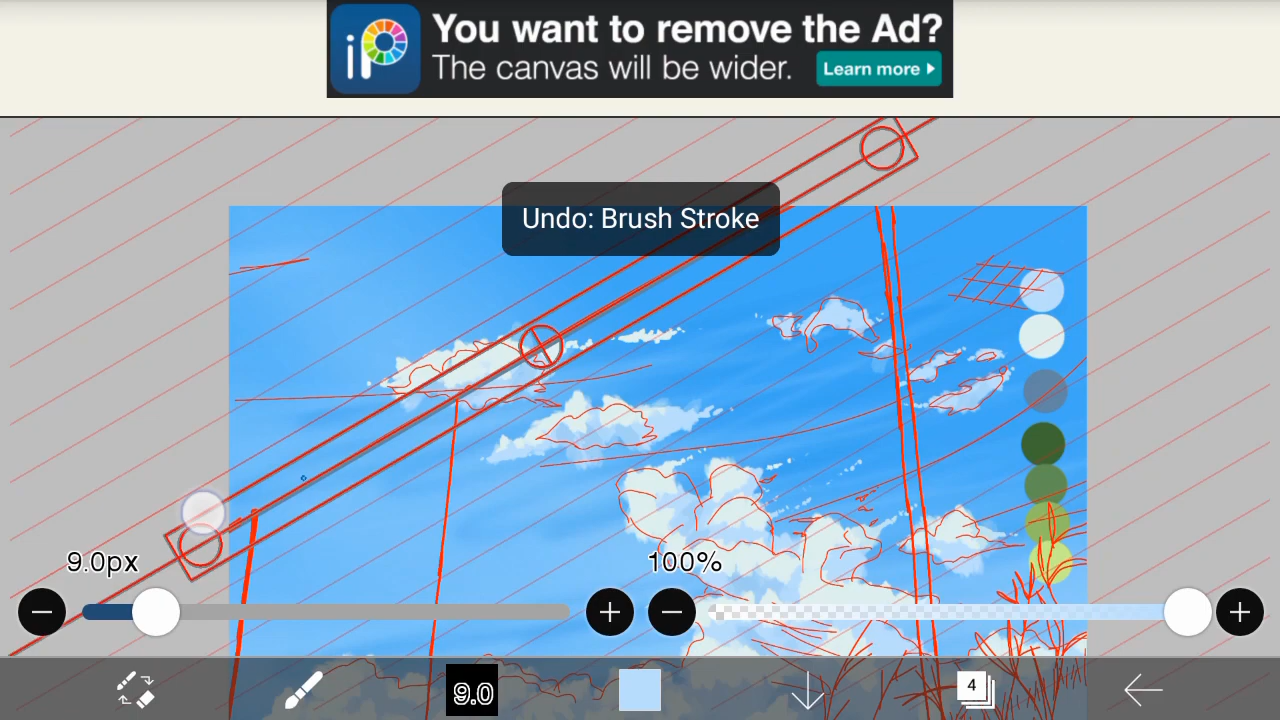 iP
You want to remove the Ad?
The canvas will be wider.
Learn more
Undo: Brush Stroke
9.0px
100%
9.0
4